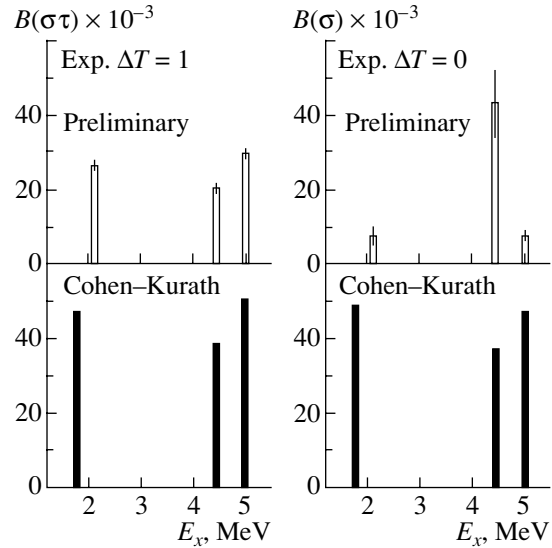 B(στ) × 10⁻³
Exp. ΔT = 1
Preliminary
40
20
0
Cohen–Kurath
40
20
0
2 3 4 5
Eₓ, MeV
B(σ) × 10⁻³
Exp. ΔT = 0
Preliminary
40
20
0
Cohen–Kurath
40
20
0
2 3 4 5
Eₓ, MeV